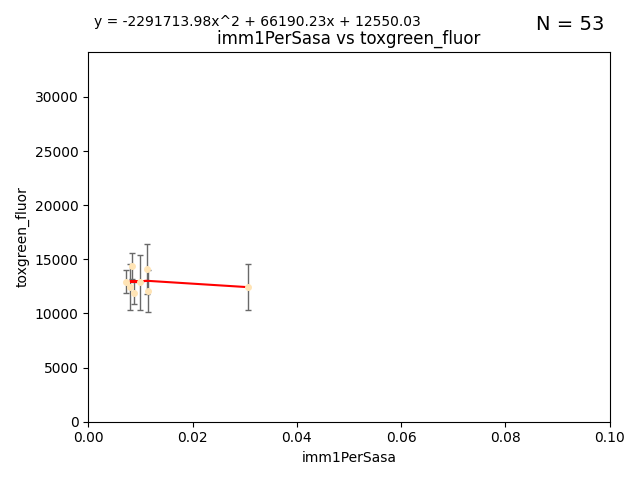 y = -2291713.98x^2 + 66190.23x + 12550.03
N = 53
imm1PerSasa vs toxgreen_fluor
30000
25000
20000
15000
10000
5000
0
toxgreen_fluor
0.00 0.02 0.04 0.06 0.08 0.10
imm1PerSasa